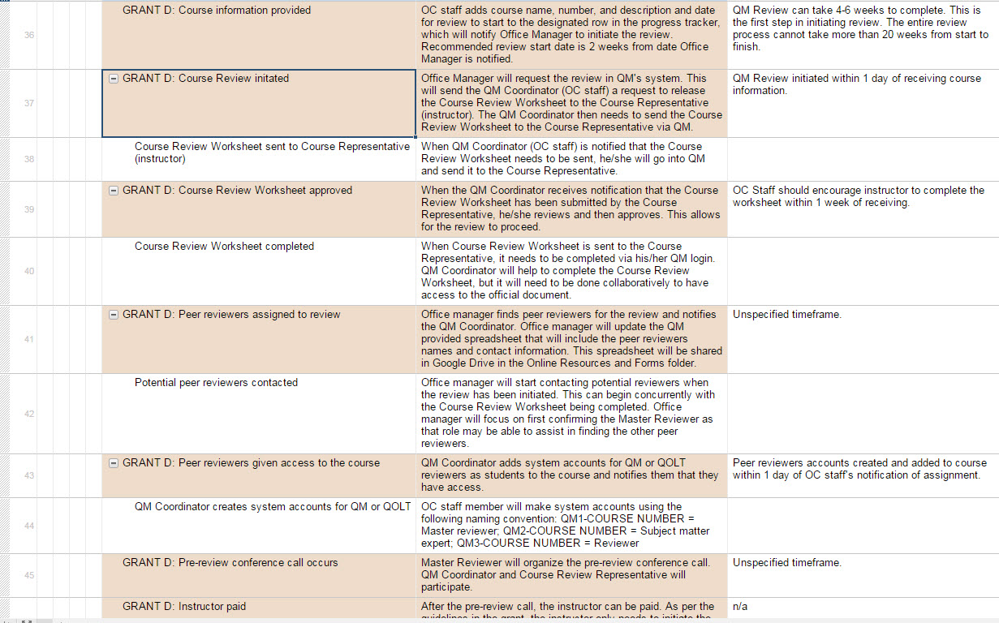 36
GRANT D: Course information provided
OC staff adds course name, number, and description and date
for review to start to the designated row in the progress tracker,
which will notify Office Manager to initiate the review.
Recommended review start date is 2 weeks from date Office
Manager is notified.
QM Review can take 4-6 weeks to complete. This is
the first step in initiating review. The entire review
process cannot take more than 20 weeks from start to
finish.
37
GRANT D: Course Review initated
Office Manager will request the review in QM's system. This
will send the QM Coordinator (OC staff) a request to release
the Course Review Worksheet to the Course Representative
(instructor). The QM Coordinator then needs to send the Course
Review Worksheet to the Course Representative via QM.
QM Review initiated within 1 day of receiving course
information.
38
Course Review Worksheet sent to Course Representative
(instructor)
When QM Coordinator (OC staff) is notified that the Course
Review Worksheet needs to be sent, he/she will go into QM
and send it to the Course Representative.
39
GRANT D: Course Review Worksheet approved
When the QM Coordinator receives notification that the Course
Review Worksheet has been submitted by the Course
Representative, he/she reviews and then approves. This allows
for the review to proceed.
OC Staff should encourage instructor to complete the
worksheet within 1 week of receiving.
40
Course Review Worksheet completed
When Course Review Worksheet is sent to the Course
Representative, it needs to be completed via his/her QM login.
QM Coordinator will help to complete the Course Review
Worksheet, but it will need to be done collaboratively to have
access to the official document.
41
GRANT D: Peer reviewers assigned to review
Office manager finds peer reviewers for the review and notifies
the QM Coordinator. Office manager will update the QM
provided spreadsheet that will include the peer reviewers
names and contact information. This spreadsheet will be shared
in Google Drive in the Online Resources and Forms folder.
Unspecified timeframe.
42
Potential peer reviewers contacted
Office manager will start contacting potential reviewers when
the review has been initiated. This can begin concurrently with
the Course Review Worksheet being completed. Office
manager will focus on first confirming the Master Reviewer as
that role may be able to assist in finding the other peer
reviewers.
43
GRANT D: Peer reviewers given access to the course
QM Coordinator adds system accounts for QM or QOLT
reviewers as students to the course and notifies them that they
have access.
Peer reviewers accounts created and added to course
within 1 day of OC staff's notification of assignment.
44
QM Coordinator creates system accounts for QM or QOLT
OC staff member will make system accounts using the
following naming convention: QM1-COURSE NUMBER =
Master reviewer; QM2-COURSE NUMBER = Subject matter
expert; QM3-COURSE NUMBER = Reviewer
45
GRANT D: Pre-review conference call occurs
Master Reviewer will organize the pre-review conference call.
QM Coordinator and Course Review Representative will
participate.
Unspecified timeframe.
GRANT D: Instructor paid
After the pre-review call, the instructor can be paid. As per the
guidelines in the grant, the instructor only needs to initiate the
n/a